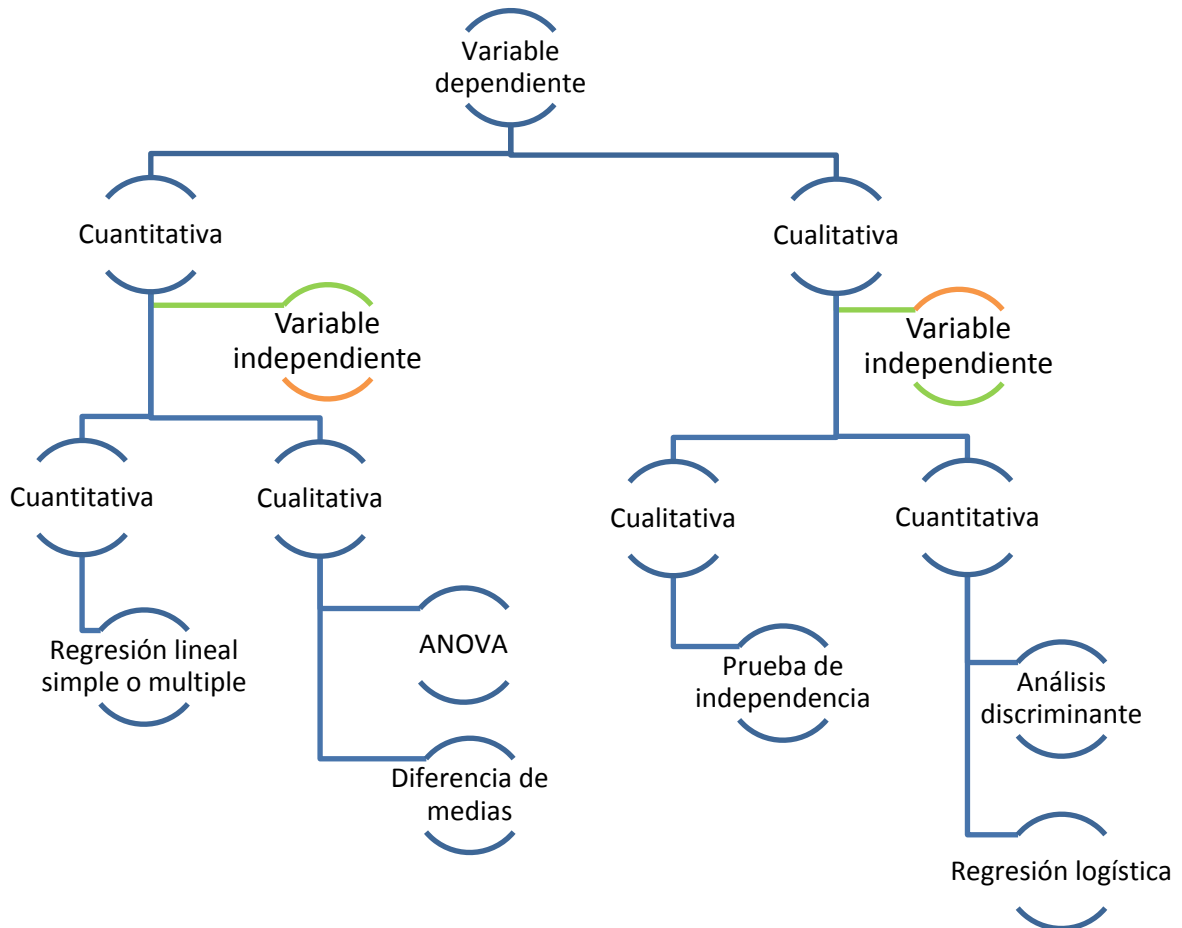 Variable
dependiente
Cuantitativa
Cualitativa
Variable
independiente
Variable
independiente
Cuantitativa
Cualitativa
Cualitativa
Cuantitativa
Regresión lineal
simple o multiple
ANOVA
Diferencia de
medias
Prueba de
independencia
Análisis
discriminante
Regresión logística